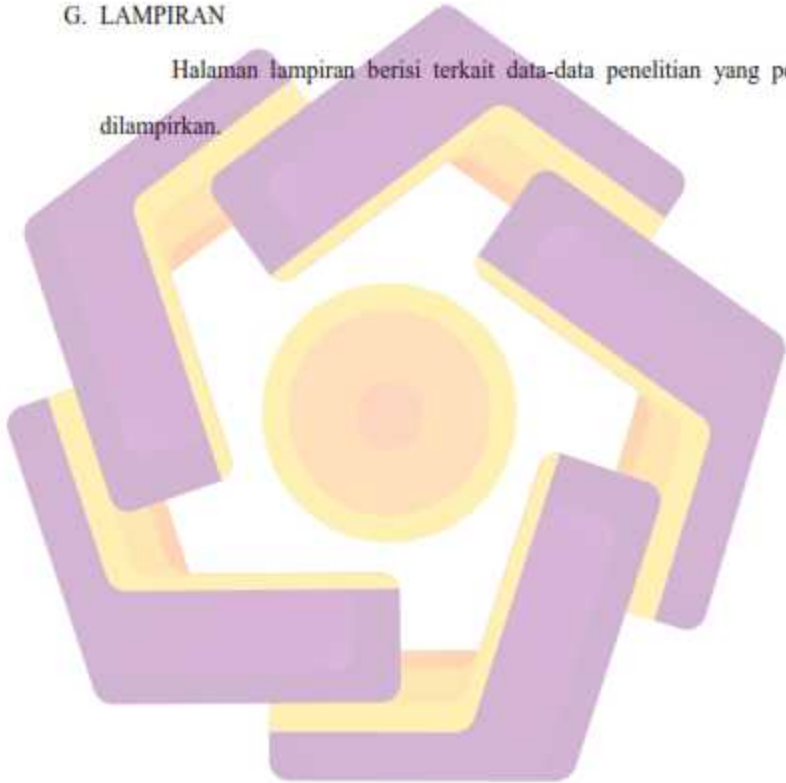 G. LAMPIRAN
Halaman lampiran berisi terkait data-data penelitian yang
dilampirkan.